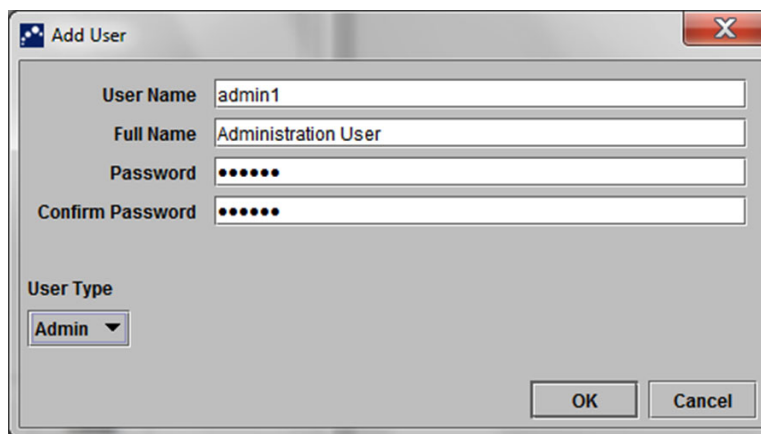 Add User
User Name admin1
Full Name Administration User
Password ••••••
Confirm Password ••••••
User Type
Admin
OK Cancel